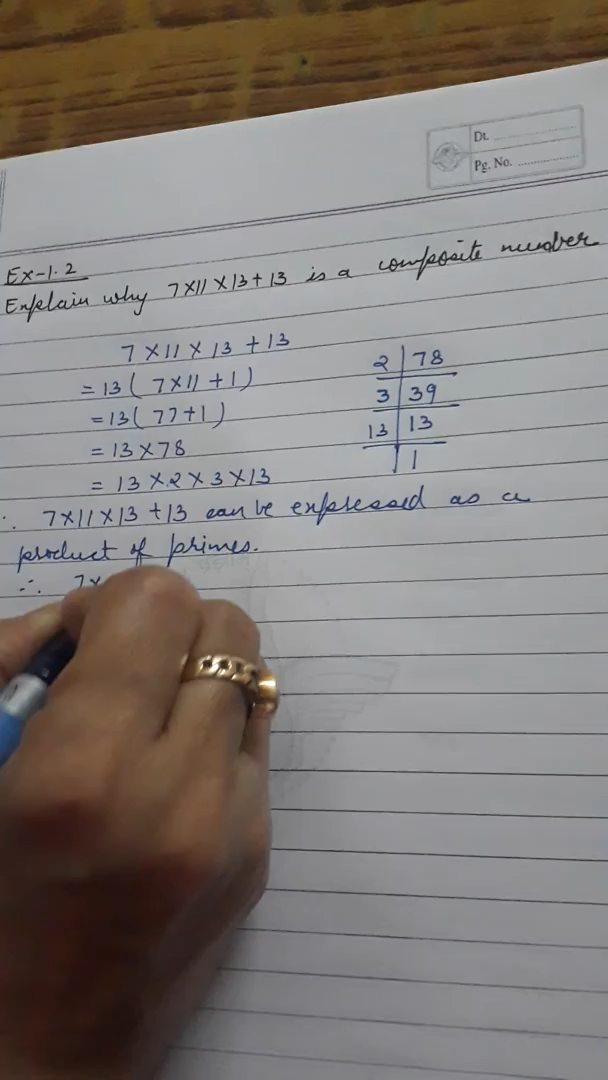 Dt. ....................
Pg. No. ..................
Ex-1.2
Explain why 7×11×13+13 is a composite number
7×11×13+13
=13(7×11+1)
=13(77+1)
=13×78
=13×2×3×13
2|78
3|39
13|13
|1
∴ 7×11×13+13 can be expressed as a
product of primes.
∴ 7×